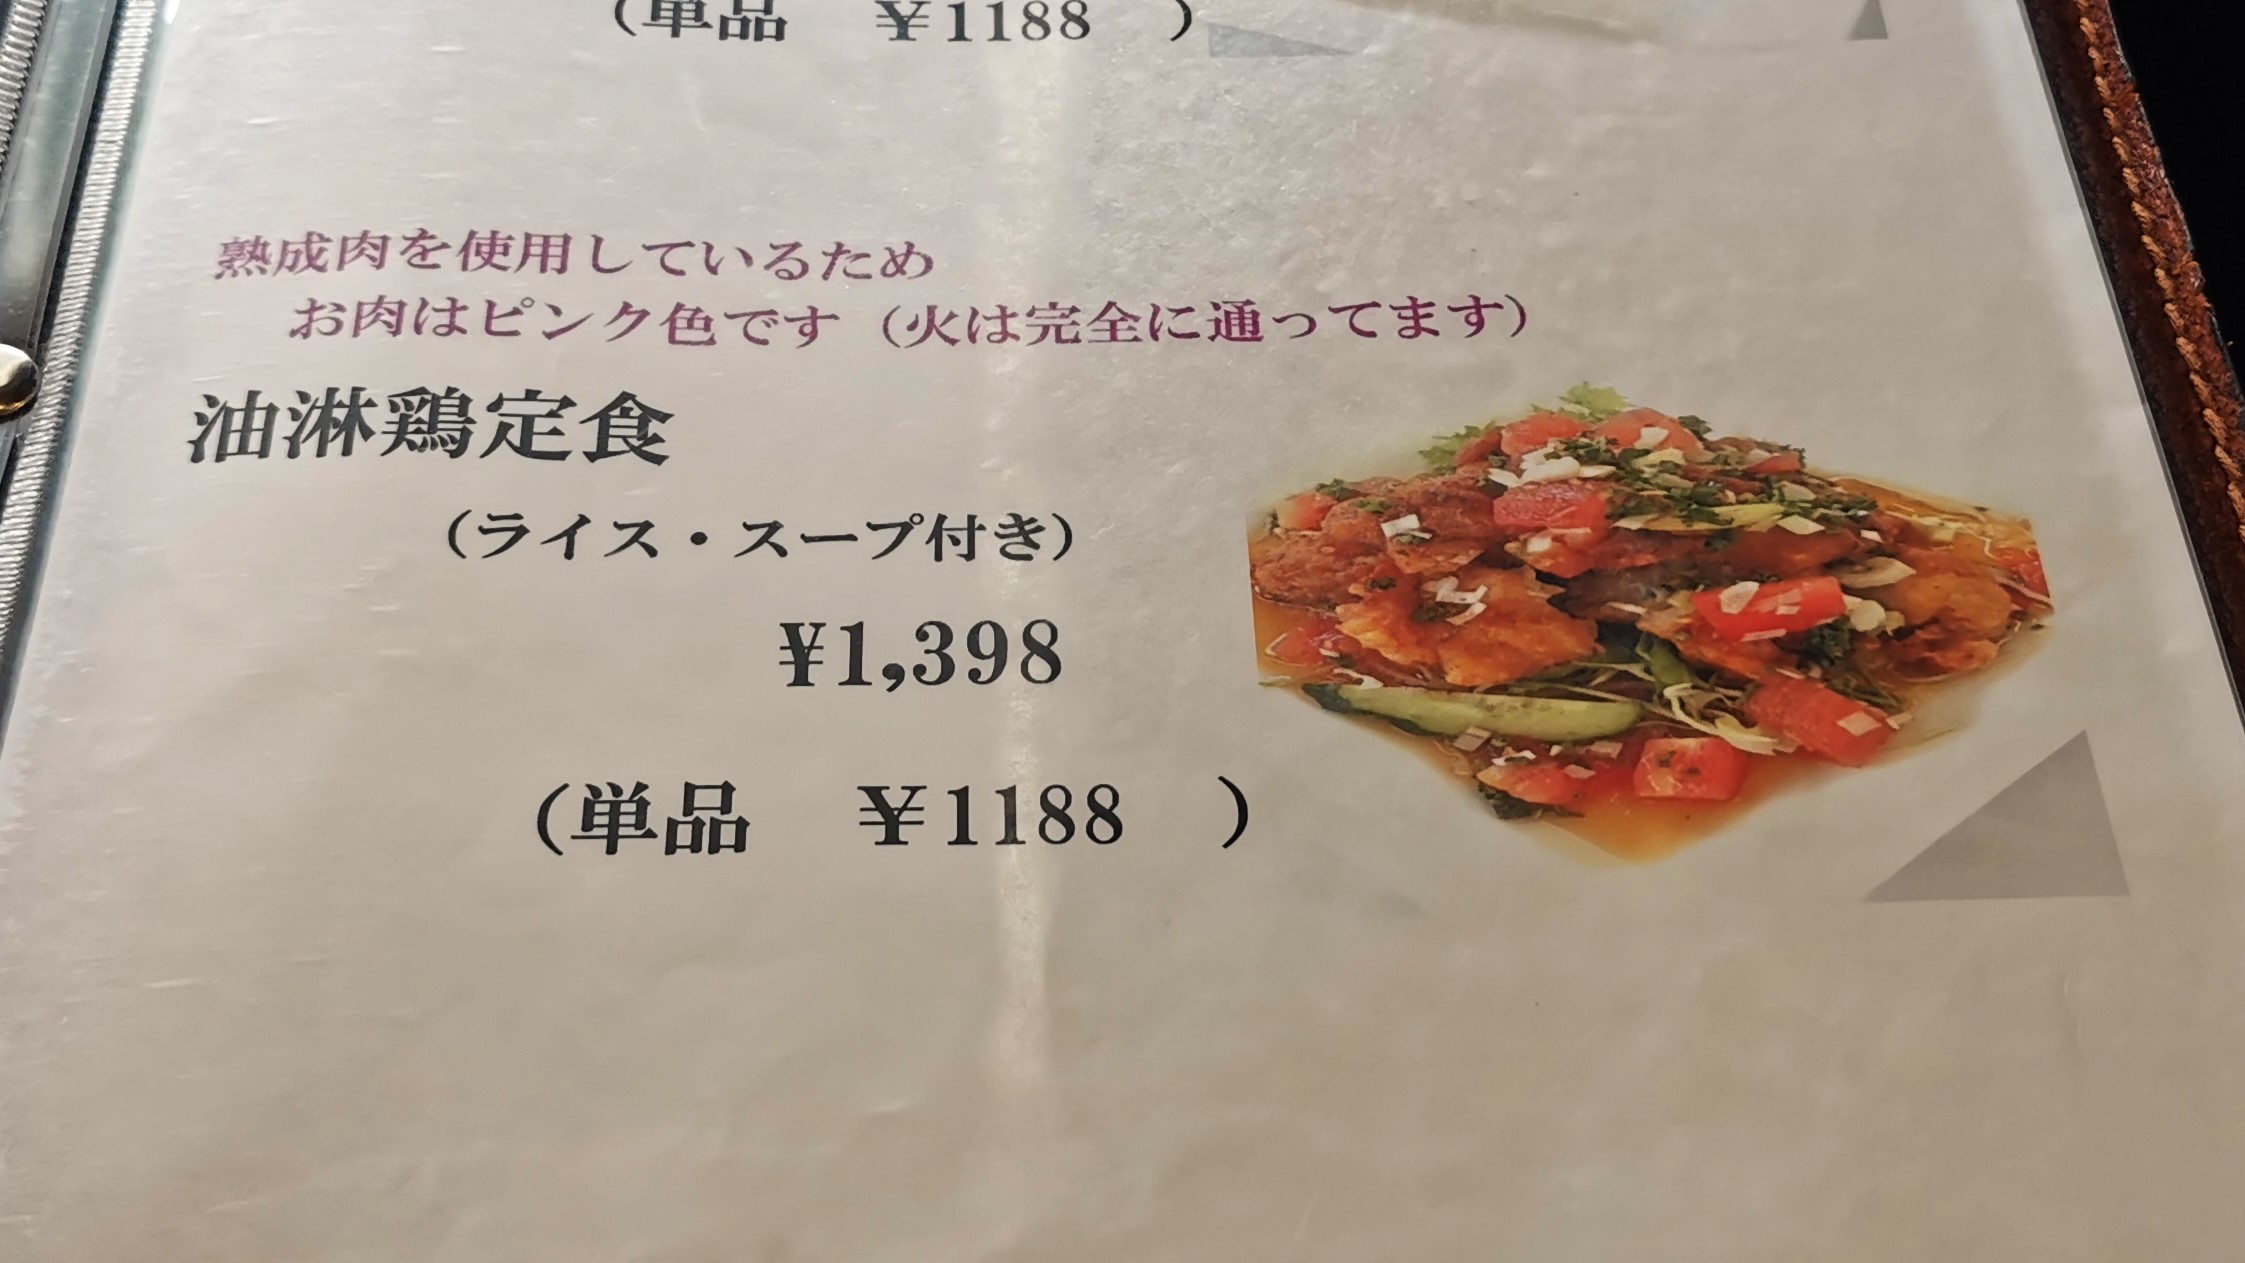 (単品　¥1188　)
熟成肉を使用しているため
お肉はピンク色です（火は完全に通ってます）
油淋鶏定食
（ライス・スープ付き）
¥1,398
(単品　¥1188　)